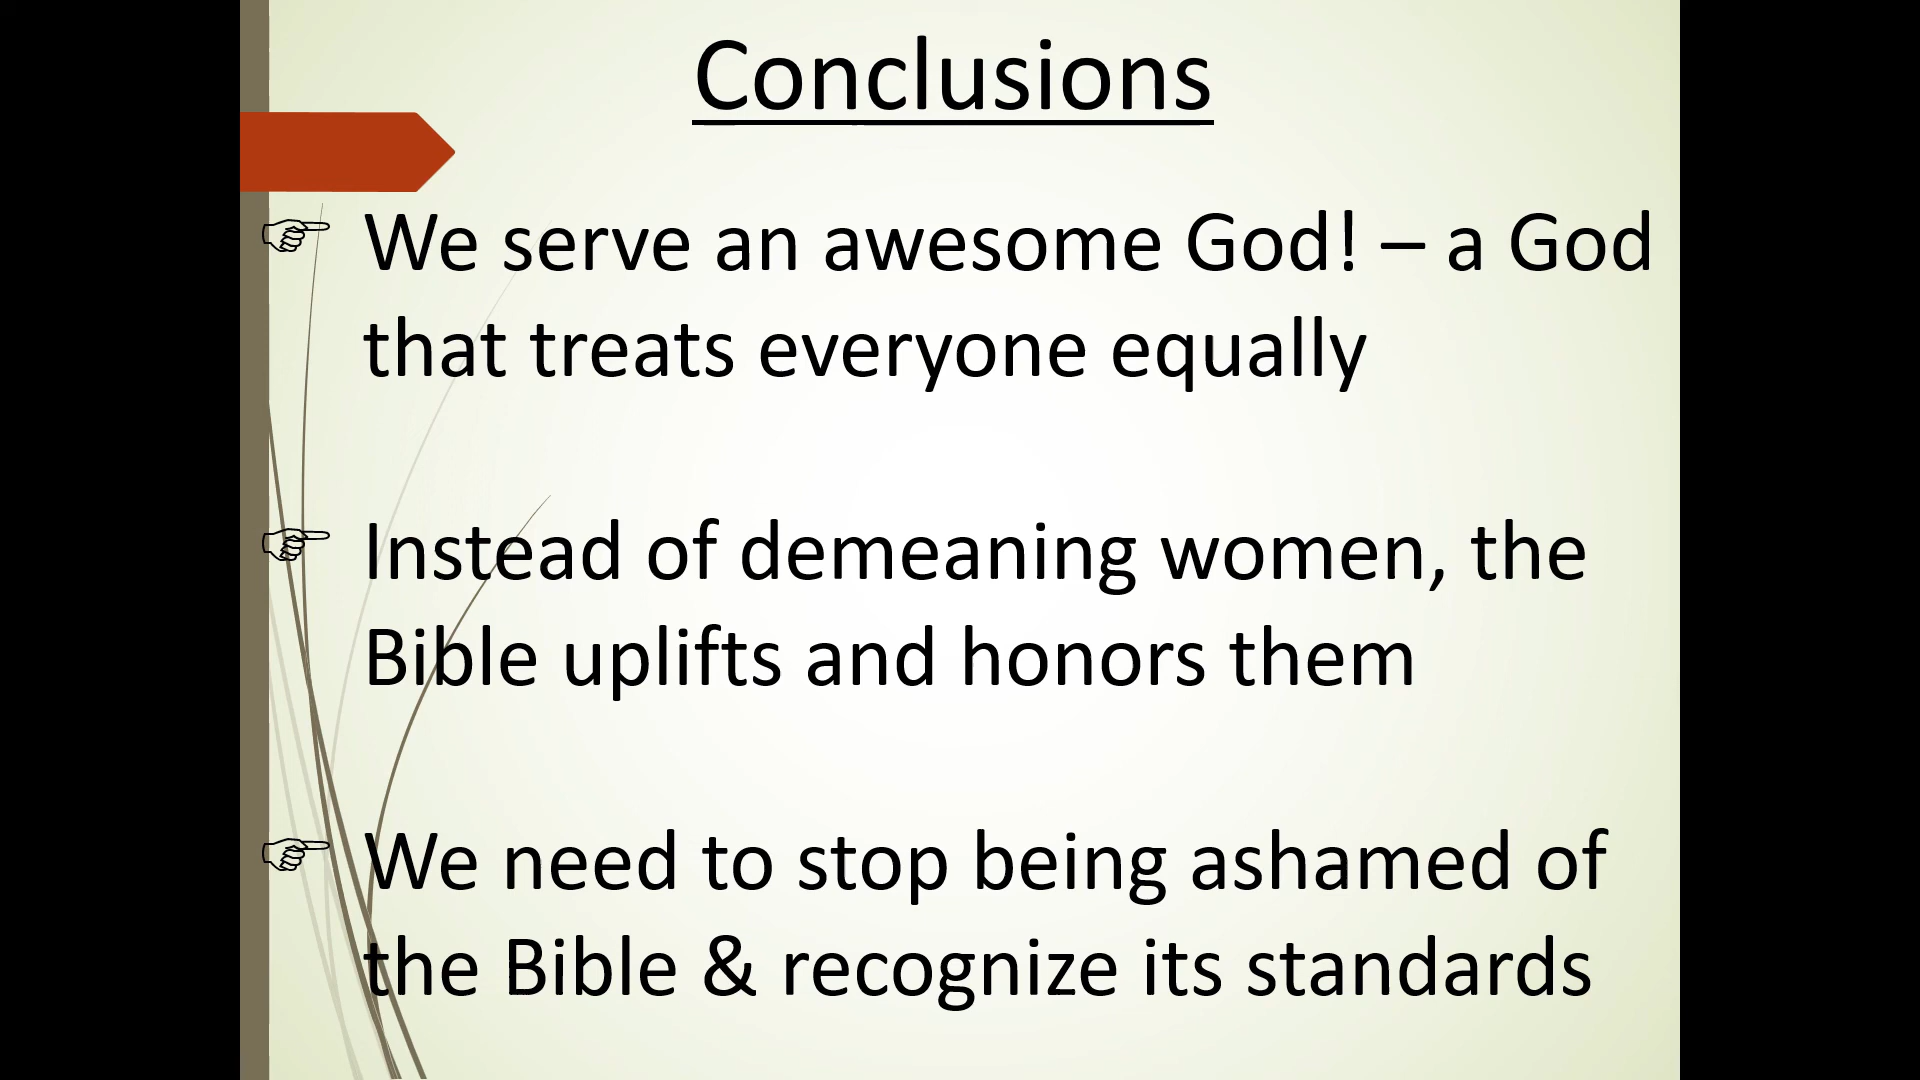 Conclusions
We serve an awesome God! – a God
that treats everyone equally
Instead of demeaning women, the
Bible uplifts and honors them
We need to stop being ashamed of
the Bible & recognize its standards